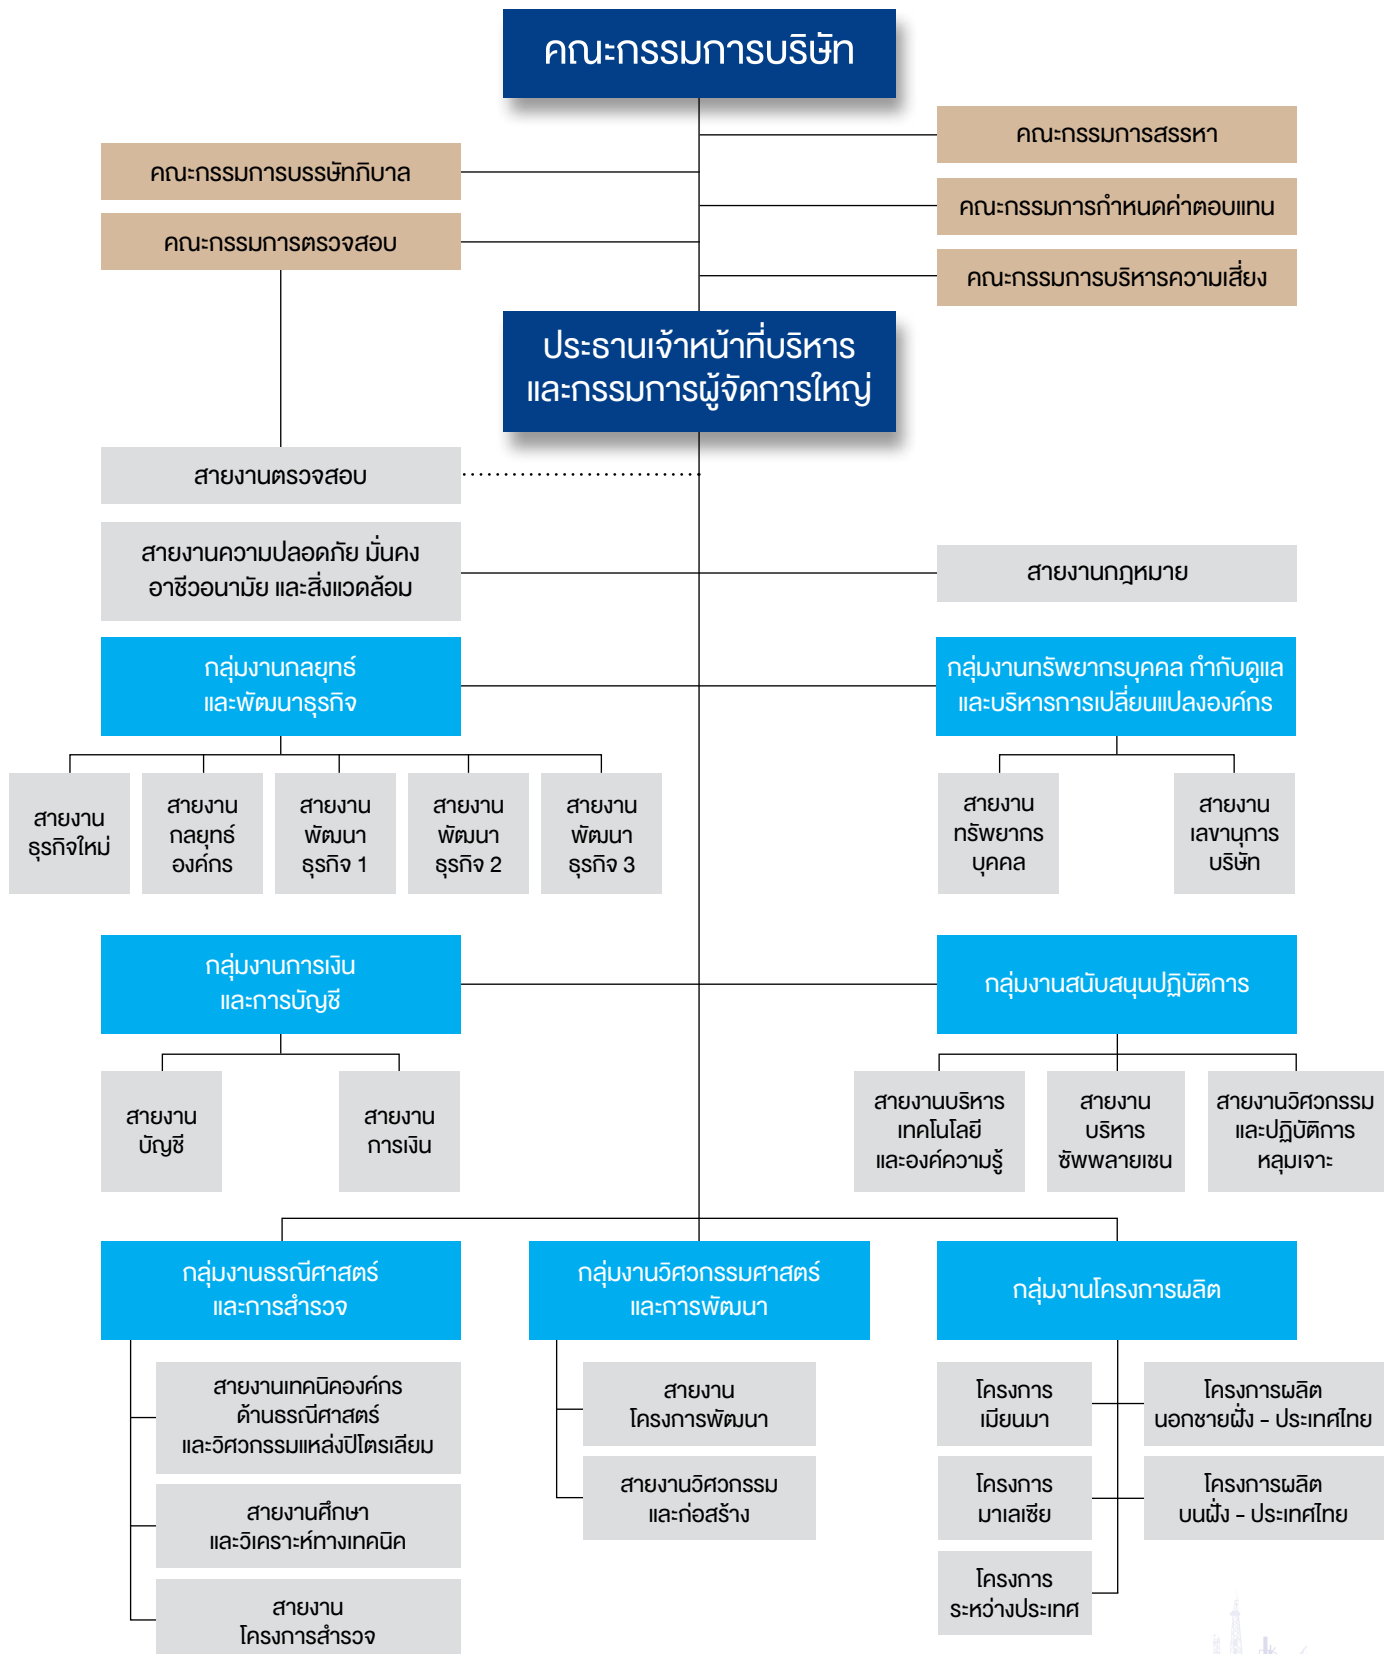 คณะกรรมการบริษัท
คณะกรรมการสรรหา
คณะกรรมการบรรษัทภิบาล
คณะกรรมการกำหนดค่าตอบแทน
คณะกรรมการตรวจสอบ
คณะกรรมการบริหารความเสี่ยง
ประธานเจ้าหน้าที่บริหาร
และกรรมการผู้จัดการใหญ่
สายงานตรวจสอบ
สายงานความปลอดภัย มั่นคง
อาชีวอนามัย และสิ่งแวดล้อม
สายงานกฎหมาย
กลุ่มงานกลยุทธ์
และพัฒนาธุรกิจ
กลุ่มงานทรัพยากรบุคคล กำกับดูแล
และบริหารการเปลี่ยนแปลงองค์กร
สายงาน
ธุรกิจใหม่
สายงาน
กลยุทธ์
องค์กร
สายงาน
พัฒนา
ธุรกิจ 1
สายงาน
พัฒนา
ธุรกิจ 2
สายงาน
พัฒนา
ธุรกิจ 3
สายงาน
ทรัพยากร
บุคคล
สายงาน
เลขานุการ
บริษัท
กลุ่มงานการเงิน
และการบัญชี
กลุ่มงานสนับสนุนปฏิบัติการ
สายงาน
บัญชี
สายงาน
การเงิน
สายงานบริหาร
เทคโนโลยี
และองค์ความรู้
สายงาน
บริหาร
ซัพพลายเชน
สายงานวิศวกรรม
และปฏิบัติการ
หลุมเจาะ
กลุ่มงานธรณีศาสตร์
และการสำรวจ
กลุ่มงานวิศวกรรมศาสตร์
และการพัฒนา
กลุ่มงานโครงการผลิต
สายงานเทคนิคองค์กร
ด้านธรณีศาสตร์
และวิศวกรรมแหล่งปิโตรเลียม
สายงานศึกษา
และวิเคราะห์ทางเทคนิค
สายงาน
โครงการสำรวจ
สายงาน
โครงการพัฒนา
สายงานวิศวกรรม
และก่อสร้าง
โครงการ
เมียนมา
โครงการผลิต
นอกชายฝั่ง - ประเทศไทย
โครงการ
มาเลเซีย
โครงการผลิต
บนฝั่ง - ประเทศไทย
โครงการ
ระหว่างประเทศ